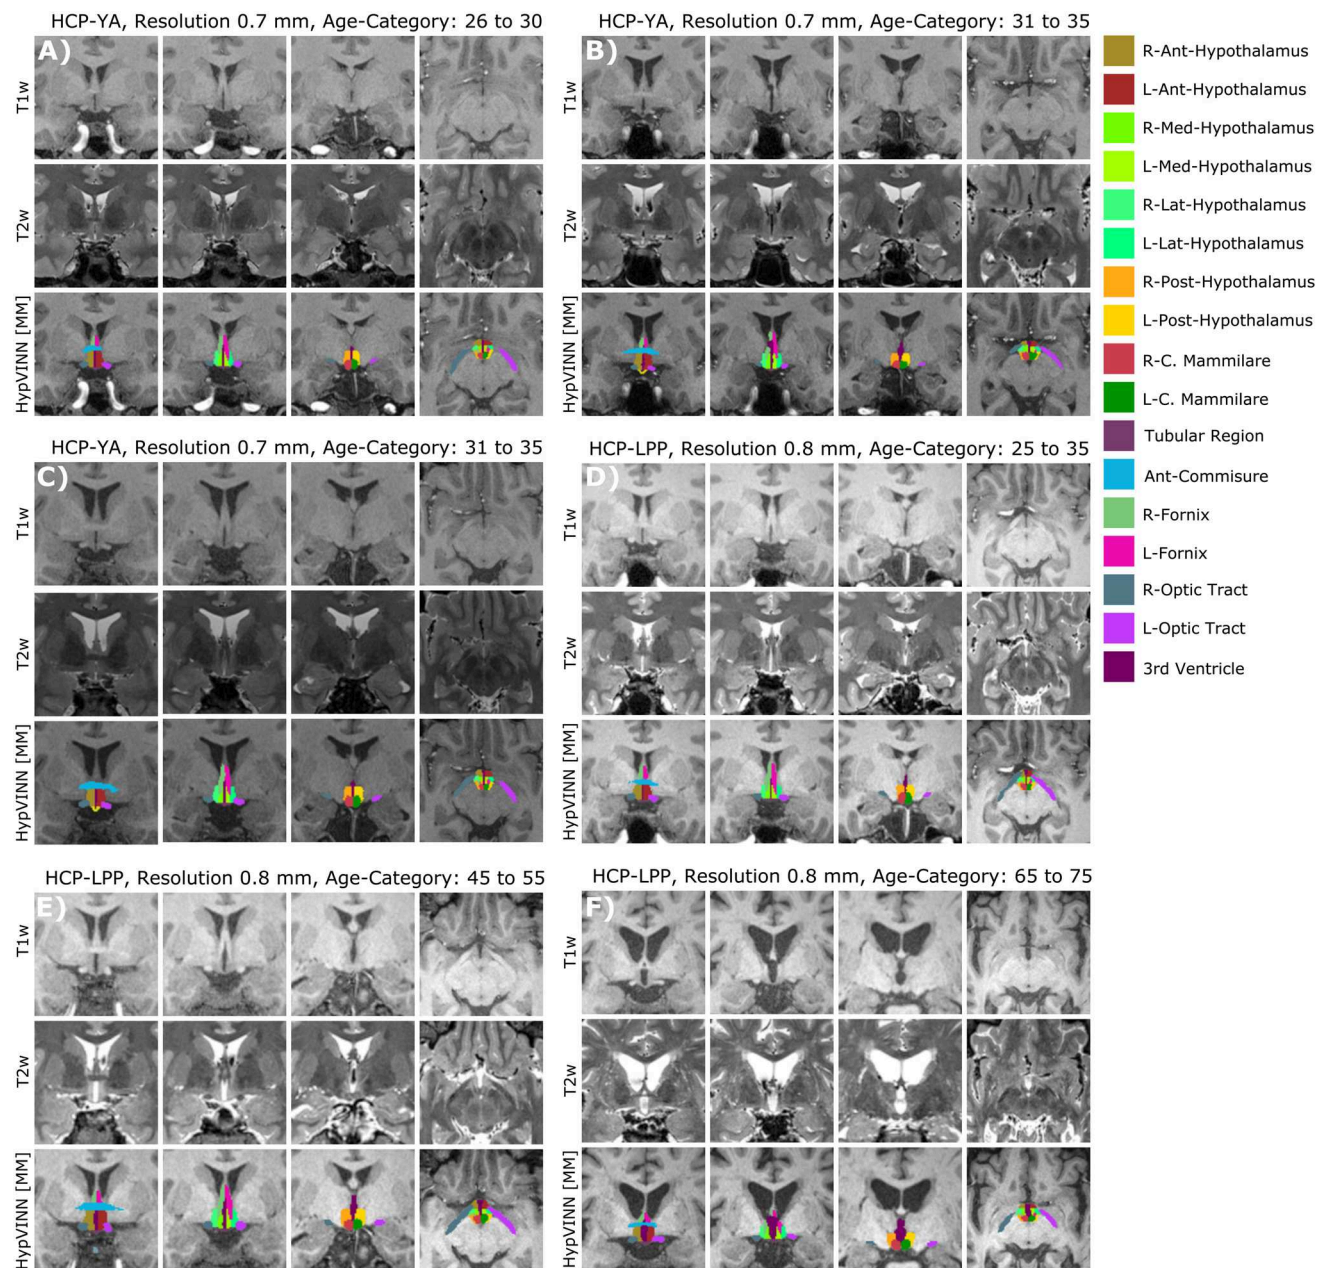 HCP-YA, Resolution 0.7 mm, Age-Category: 26 to 30
A)
T1w
T2w
HypVINN [MM]
HCP-YA, Resolution 0.7 mm, Age-Category: 31 to 35
B)
T1w
T2w
HypVINN [MM]
R-Ant-Hypothalamus
L-Ant-Hypothalamus
R-Med-Hypothalamus
L-Med-Hypothalamus
R-Lat-Hypothalamus
L-Lat-Hypothalamus
R-Post-Hypothalamus
L-Post-Hypothalamus
R-C. Mammilare
L-C. Mammilare
Tubular Region
Ant-Commisure
R-Fornix
L-Fornix
R-Optic Tract
L-Optic Tract
3rd Ventricle
HCP-YA, Resolution 0.7 mm, Age-Category: 31 to 35
C)
T1w
T2w
HypVINN [MM]
HCP-LPP, Resolution 0.8 mm, Age-Category: 25 to 35
D)
T1w
T2w
HypVINN [MM]
HCP-LPP, Resolution 0.8 mm, Age-Category: 45 to 55
E)
T1w
T2w
HypVINN [MM]
HCP-LPP, Resolution 0.8 mm, Age-Category: 65 to 75
F)
T1w
T2w
HypVINN [MM]